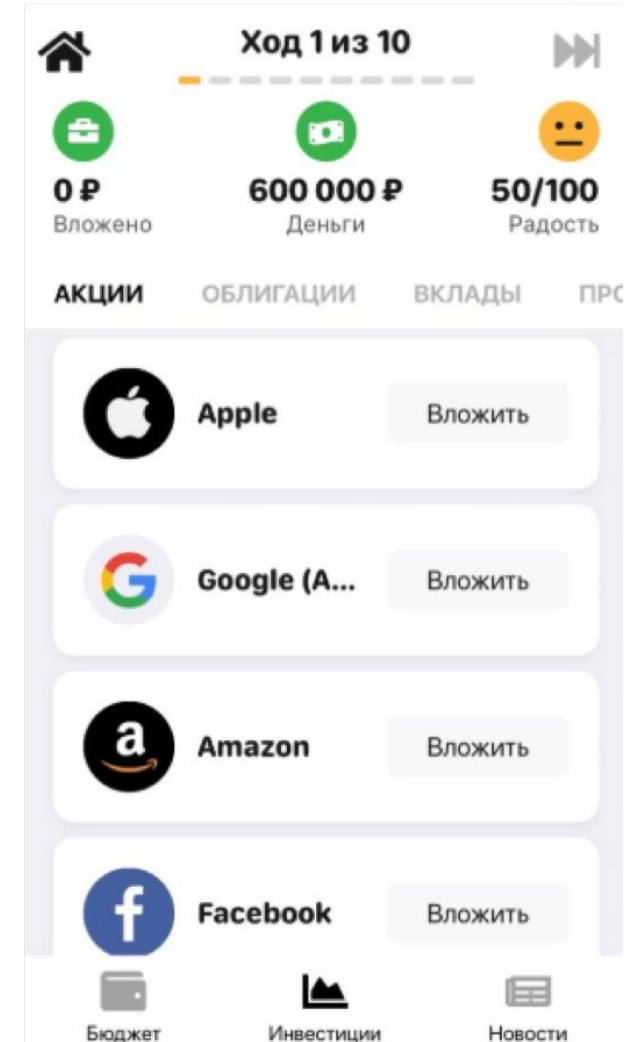 Ход 1 из 10
0 ₽ 600 000 ₽ 50/100
Вложено Деньги Радость
АКЦИИ ОБЛИГАЦИИ ВКЛАДЫ ПРО
Apple Вложить
Google (A... Вложить
a
Amazon Вложить
f
Facebook Вложить
Бюджет Инвестиции Новости